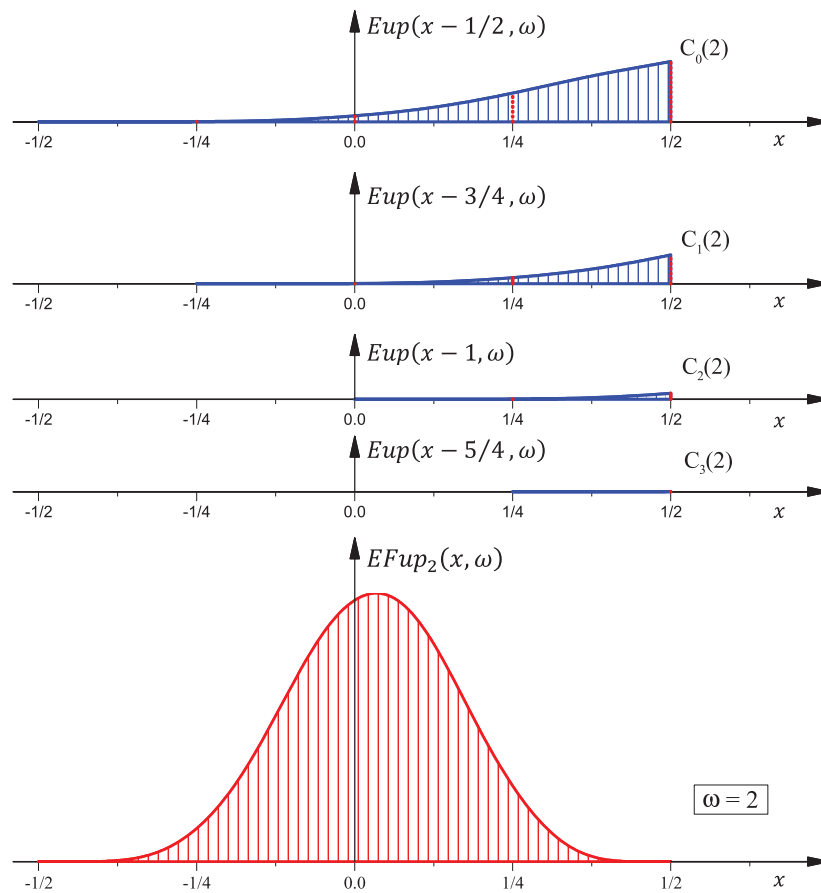 Eup(x − 1/2 , ω)
C₀(2)
-1/2 -1/4 0.0 1/4 1/2 x
Eup(x − 3/4 , ω)
C₁(2)
-1/2 -1/4 0.0 1/4 1/2 x
Eup(x − 1, ω)
C₂(2)
-1/2 -1/4 0.0 1/4 1/2 x
Eup(x − 5/4 , ω)
C₃(2)
-1/2 -1/4 0.0 1/4 1/2 x
EFup₂(x, ω)
ω = 2
-1/2 -1/4 0.0 1/4 1/2 x